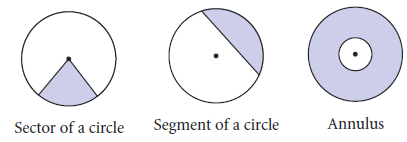 Sector of a circle
Segment of a circle
Annulus